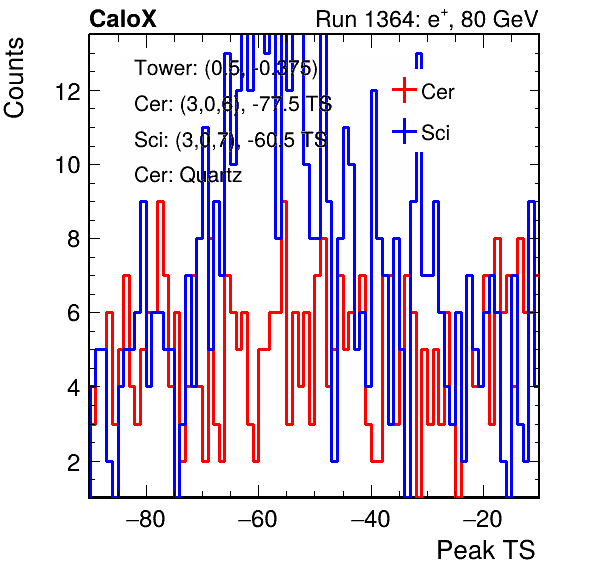 CaloX Run 1364: e⁺, 80 GeV
Counts
Tower: (0.5, -0.375)
Cer: (3,0,6), -77.5 TS
Sci: (3,0,7), -60.5 TS
Cer: Quartz
Cer
Sci
12
10
8
6
4
2
−80 −60 −40 −20
Peak TS